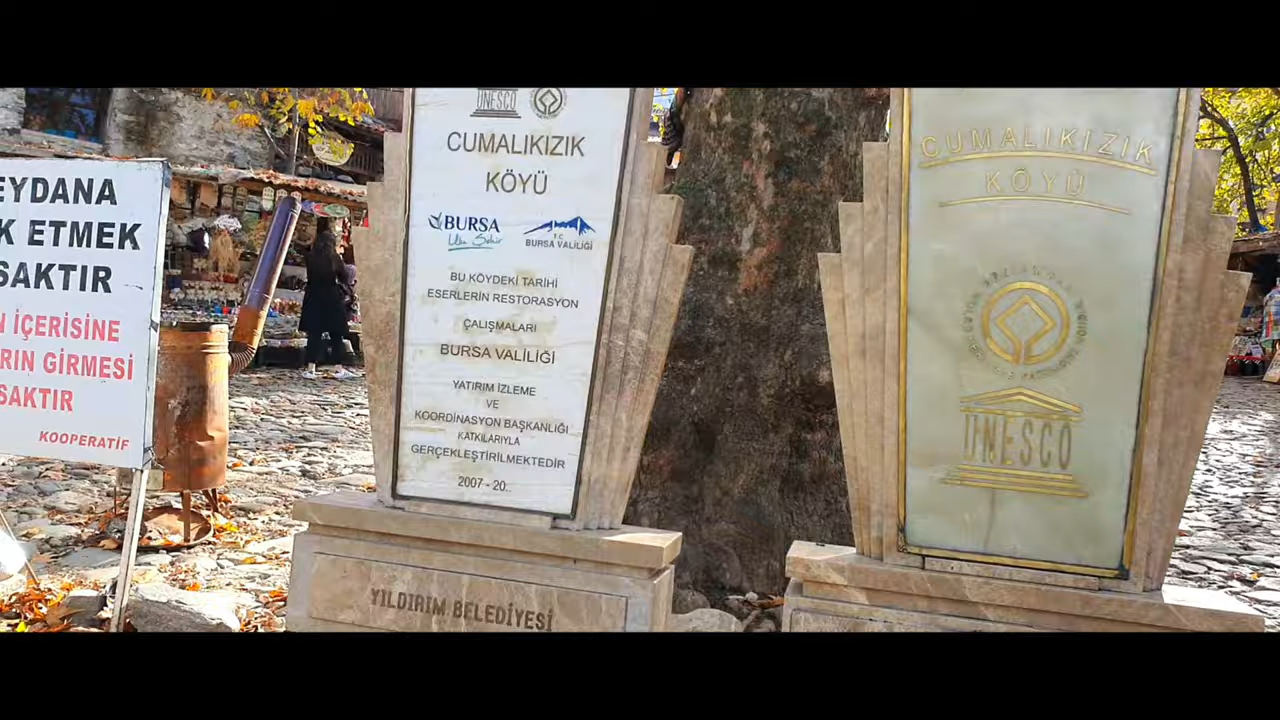 EYDANA
K ETMEK
SAKTIR
N İÇERİSİNE
RIN GİRMESİ
SAKTIR
KOOPERATİF
UNESCO
CUMALIKIZIK
KÖYÜ
BURSA
T.C.
BURSA VALİLİĞİ
BU KÖYDEKİ TARİHİ
ESERLERİN RESTORASYON
ÇALIŞMALARI
BURSA VALİLİĞİ
YATIRIM İZLEME
VE
KOORDİNASYON BAŞKANLIĞI
KATKILARIYLA
GERÇEKLEŞTİRİLMEKTEDİR
2007 - 20..
YILDIRIM BELEDİYESİ
CUMALIKIZIK
KÖYÜ
UNESCO